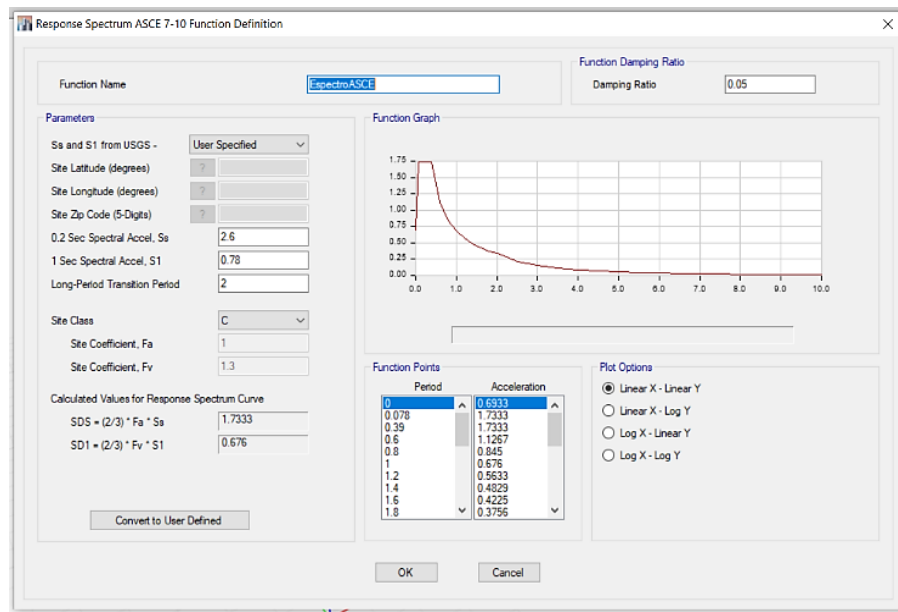 Response Spectrum ASCE 7-10 Function Definition
Function Name
EspectroASCE
Function Damping Ratio
Damping Ratio
0.05
Parameters
Ss and S1 from USGS -
User Specified
Site Latitude (degrees)
?
Site Longitude (degrees)
?
Site Zip Code (5-Digits)
?
0.2 Sec Spectral Accel, Ss
2.6
1 Sec Spectral Accel, S1
0.78
Long-Period Transition Period
2
Site Class
C
Site Coefficient, Fa
1
Site Coefficient, Fv
1.3
Calculated Values for Response Spectrum Curve
SDS = (2/3) * Fa * Ss
1.7333
SD1 = (2/3) * Fv * S1
0.676
Convert to User Defined
Function Graph
1.75
1.50
1.25
1.00
0.75
0.50
0.25
0.00
0.0 1.0 2.0 3.0 4.0 5.0 6.0 7.0 8.0 9.0 10.0
Function Points
Period Acceleration
0 0.6933
0.078 1.7333
0.39 1.7333
0.6 1.1267
0.8 0.845
1 0.676
1.2 0.5633
1.4 0.4829
1.6 0.4225
1.8 0.3756
Plot Options
Linear X - Linear Y
Linear X - Log Y
Log X - Linear Y
Log X - Log Y
OK
Cancel